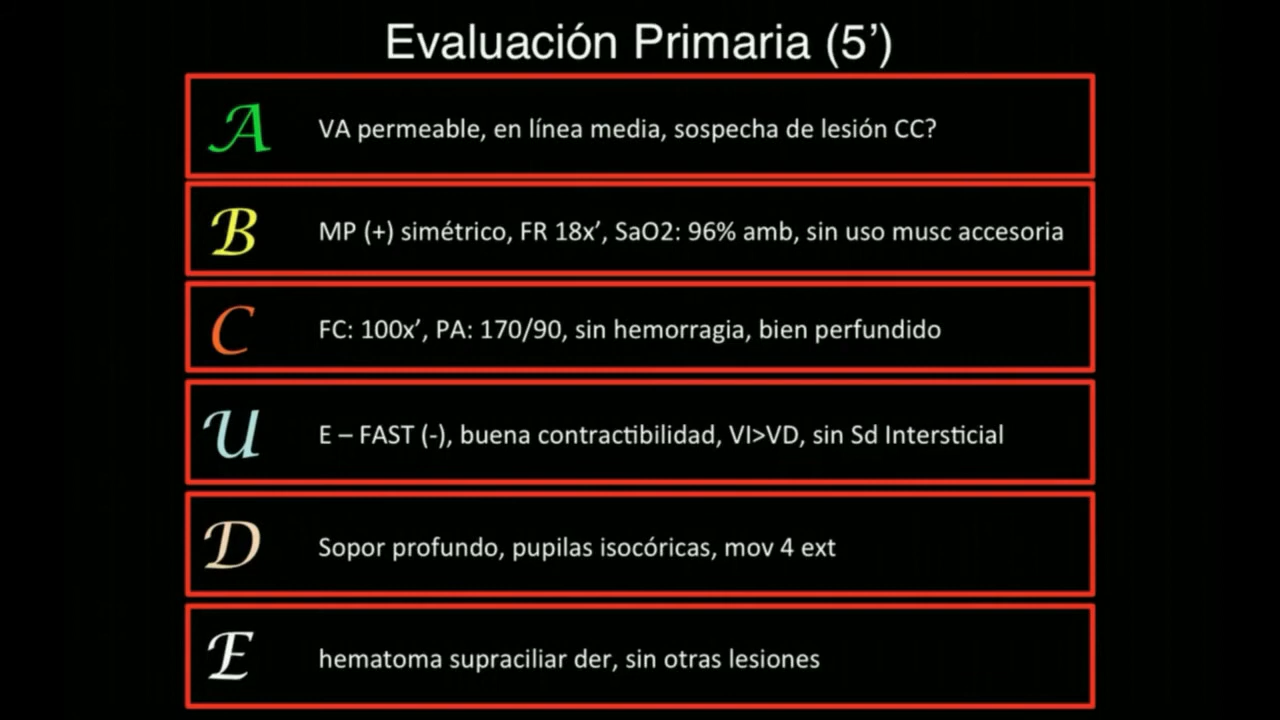 Evaluación Primaria (5’)
A VA permeable, en línea media, sospecha de lesión CC?
B MP (+) simétrico, FR 18x’, SaO2: 96% amb, sin uso musc accesoria
C FC: 100x’, PA: 170/90, sin hemorragia, bien perfundido
U E – FAST (-), buena contractibilidad, VI>VD, sin Sd Intersticial
D Sopor profundo, pupilas isocóricas, mov 4 ext
E hematoma supraciliar der, sin otras lesiones